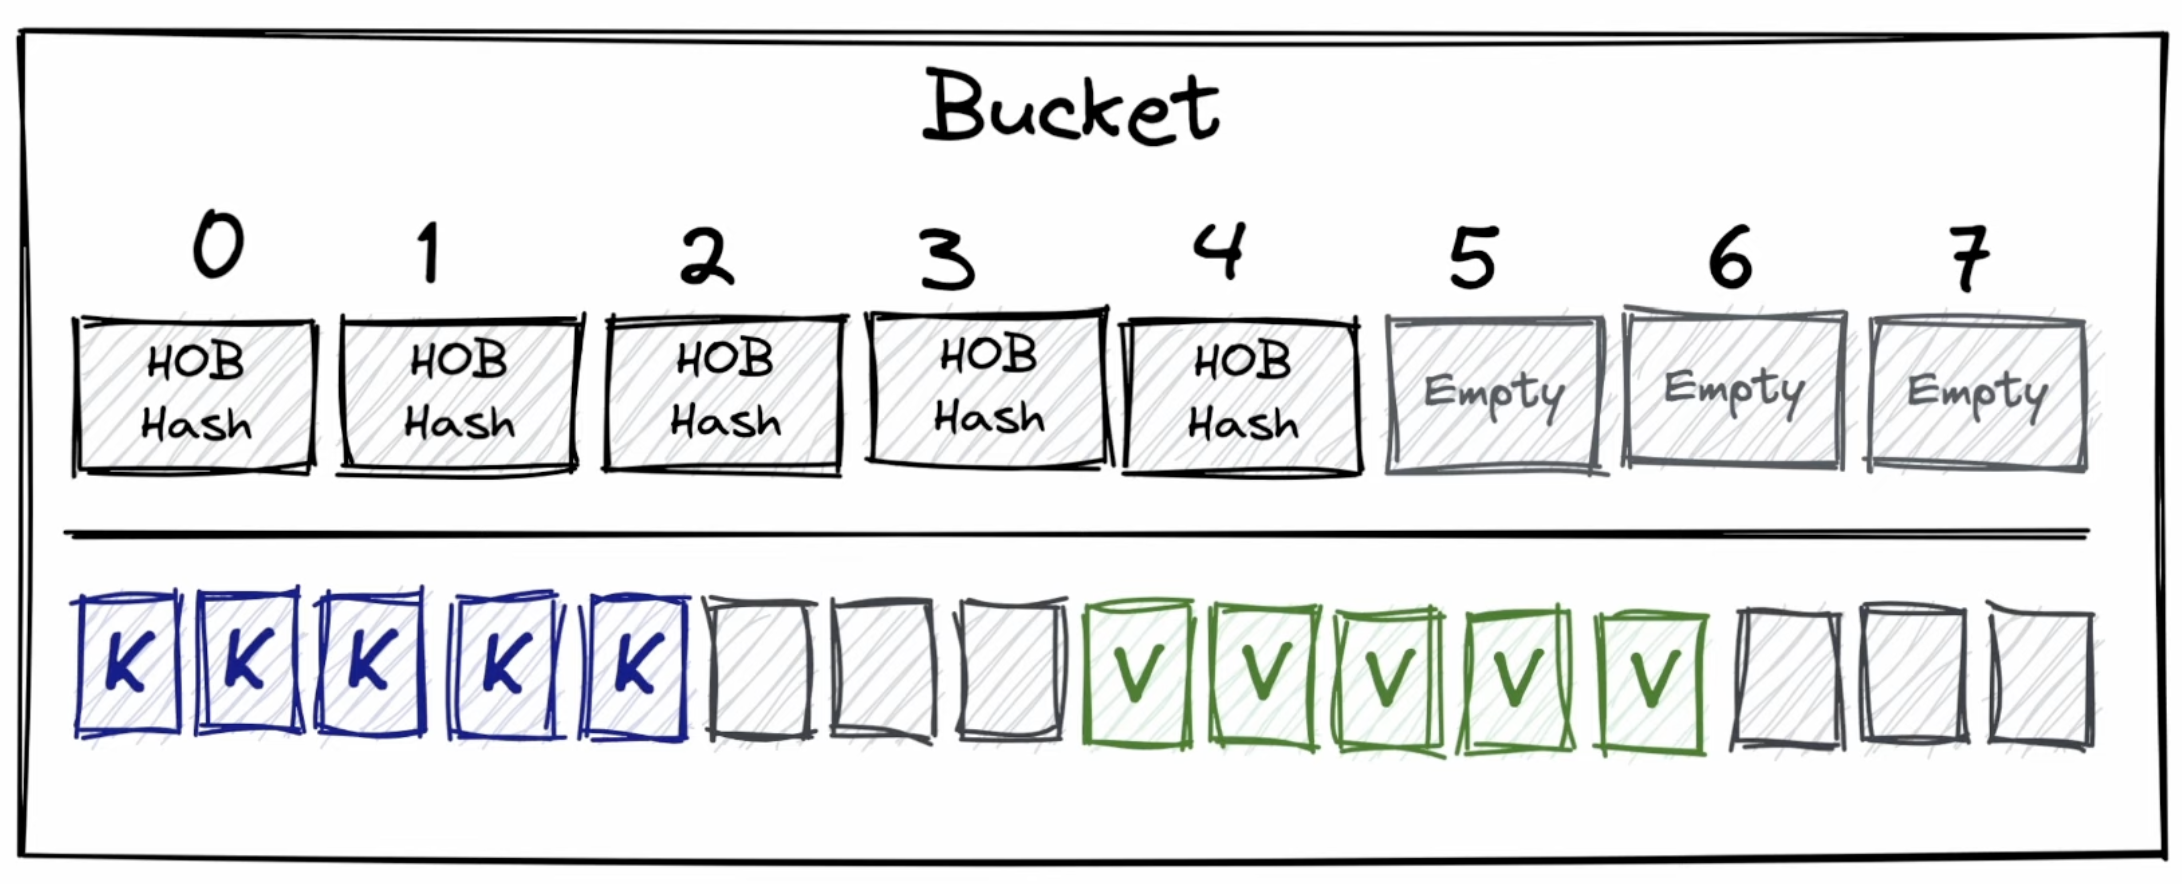 Bucket
0 1 2 3 4 5 6 7
HOB HOB HOB HOB HOB Empty Empty Empty
Hash Hash Hash Hash Hash
K K K K K V V V V V